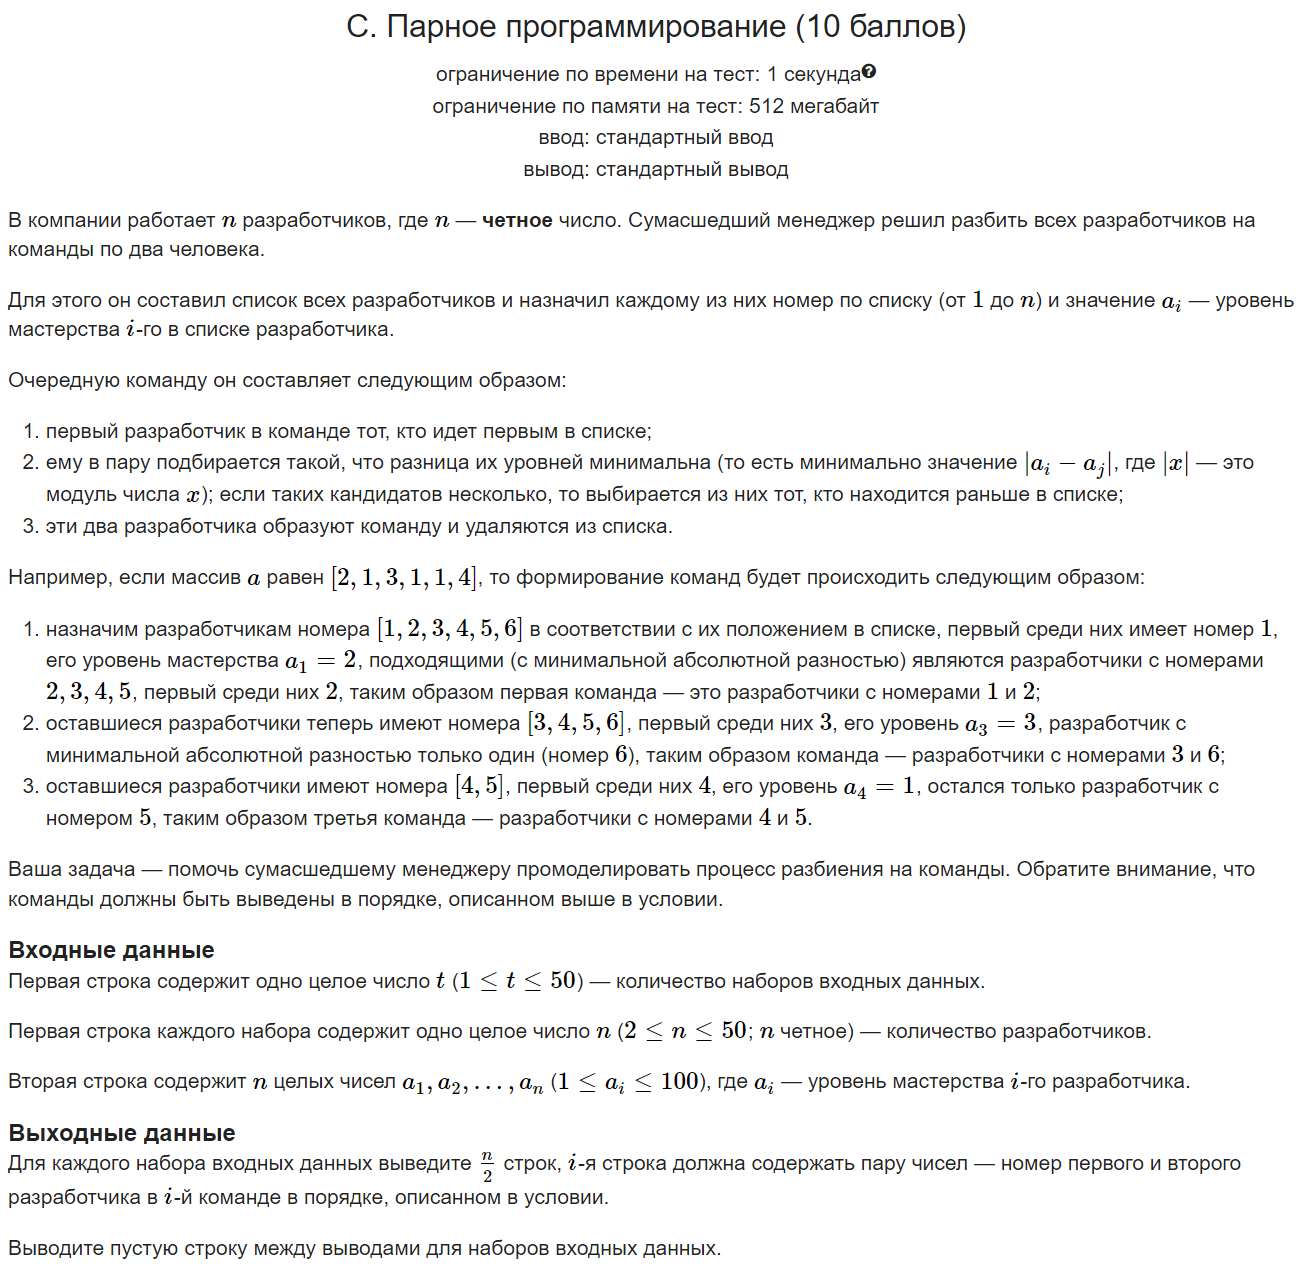 C. Парное программирование (10 баллов)
ограничение по времени на тест: 1 секунда?
ограничение по памяти на тест: 512 мегабайт
ввод: стандартный ввод
вывод: стандартный вывод
В компании работает n разработчиков, где n — четное число. Сумасшедший менеджер решил разбить всех разработчиков на
команды по два человека.
Для этого он составил список всех разработчиков и назначил каждому из них номер по списку (от 1 до n) и значение a_i — уровень
мастерства i-го в списке разработчика.
Очередную команду он составляет следующим образом:
1. первый разработчик в команде тот, кто идет первым в списке;
2. ему в пару подбирается такой, что разница их уровней минимальна (то есть минимально значение |a_i − a_j|, где |x| — это
модуль числа x); если таких кандидатов несколько, то выбирается из них тот, кто находится раньше в списке;
3. эти два разработчика образуют команду и удаляются из списка.
Например, если массив a равен [2, 1, 3, 1, 1, 4], то формирование команд будет происходить следующим образом:
1. назначим разработчикам номера [1, 2, 3, 4, 5, 6] в соответствии с их положением в списке, первый среди них имеет номер 1,
его уровень мастерства a_1 = 2, подходящими (с минимальной абсолютной разностью) являются разработчики с номерами
2, 3, 4, 5, первый среди них 2, таким образом первая команда — это разработчики с номерами 1 и 2;
2. оставшиеся разработчики теперь имеют номера [3, 4, 5, 6], первый среди них 3, его уровень a_3 = 3, разработчик с
минимальной абсолютной разностью только один (номер 6), таким образом команда — разработчики с номерами 3 и 6;
3. оставшиеся разработчики имеют номера [4, 5], первый среди них 4, его уровень a_4 = 1, остался только разработчик с
номером 5, таким образом третья команда — разработчики с номерами 4 и 5.
Ваша задача — помочь сумасшедшему менеджеру промоделировать процесс разбиения на команды. Обратите внимание, что
команды должны быть выведены в порядке, описанном выше в условии.
Входные данные
Первая строка содержит одно целое число t (1 ≤ t ≤ 50) — количество наборов входных данных.
Первая строка каждого набора содержит одно целое число n (2 ≤ n ≤ 50; n четное) — количество разработчиков.
Вторая строка содержит n целых чисел a_1, a_2, …, a_n (1 ≤ a_i ≤ 100), где a_i — уровень мастерства i-го разработчика.
Выходные данные
Для каждого набора входных данных выведите n/2 строк, i-я строка должна содержать пару чисел — номер первого и второго
разработчика в i-й команде в порядке, описанном в условии.
Выводите пустую строку между выводами для наборов входных данных.